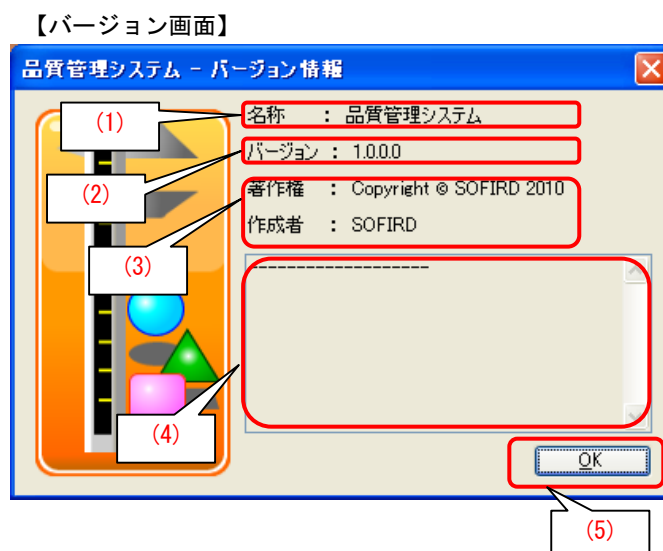 【バージョン画面】
品質管理システム - バージョン情報
(1)
名称 : 品質管理システム
(2)
バージョン : 1.0.0.0
(3)
著作権 : Copyright © SOFIRD 2010
作成者 : SOFIRD
(4)
--------------------
OK
(5)